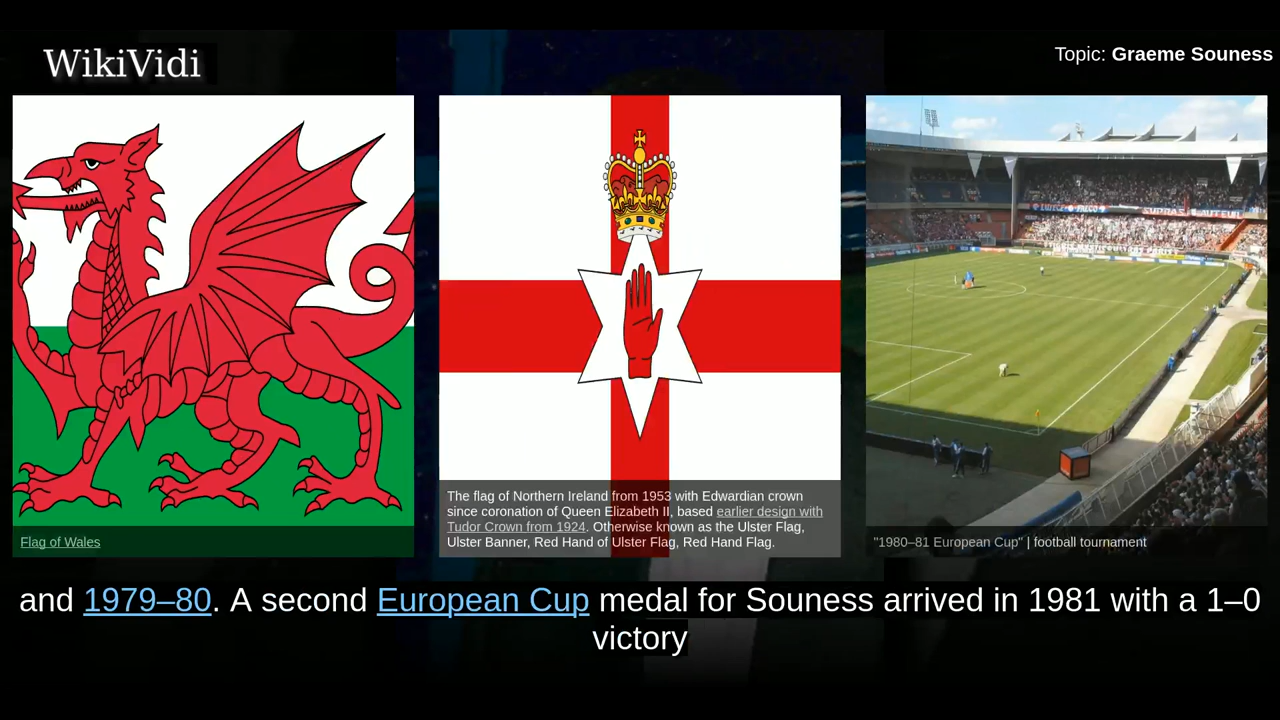 WikiVidi
Topic: Graeme Souness
Flag of Wales
The flag of Northern Ireland from 1953 with Edwardian crown
since coronation of Queen Elizabeth II, based earlier design with
Tudor Crown from 1924. Otherwise known as the Ulster Flag,
Ulster Banner, Red Hand of Ulster Flag, Red Hand Flag.
"1980–81 European Cup" | football tournament
and 1979–80. A second European Cup medal for Souness arrived in 1981 with a 1–0
victory